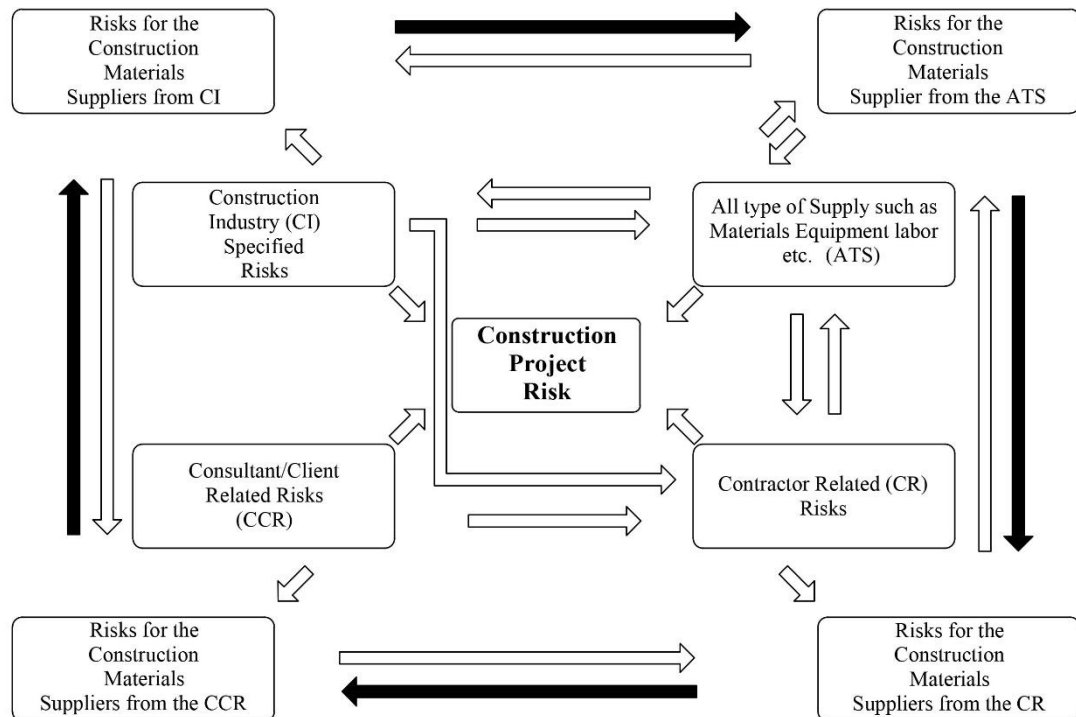 Risks for the
Construction
Materials
Suppliers from CI
Risks for the
Construction
Materials
Supplier from the ATS
Construction
Industry (CI)
Specified
Risks
All type of Supply such as
Materials Equipment labor
etc. (ATS)
Construction
Project
Risk
Consultant/Client
Related Risks
(CCR)
Contractor Related (CR)
Risks
Risks for the
Construction
Materials
Suppliers from the CCR
Risks for the
Construction
Materials
Suppliers from the CR